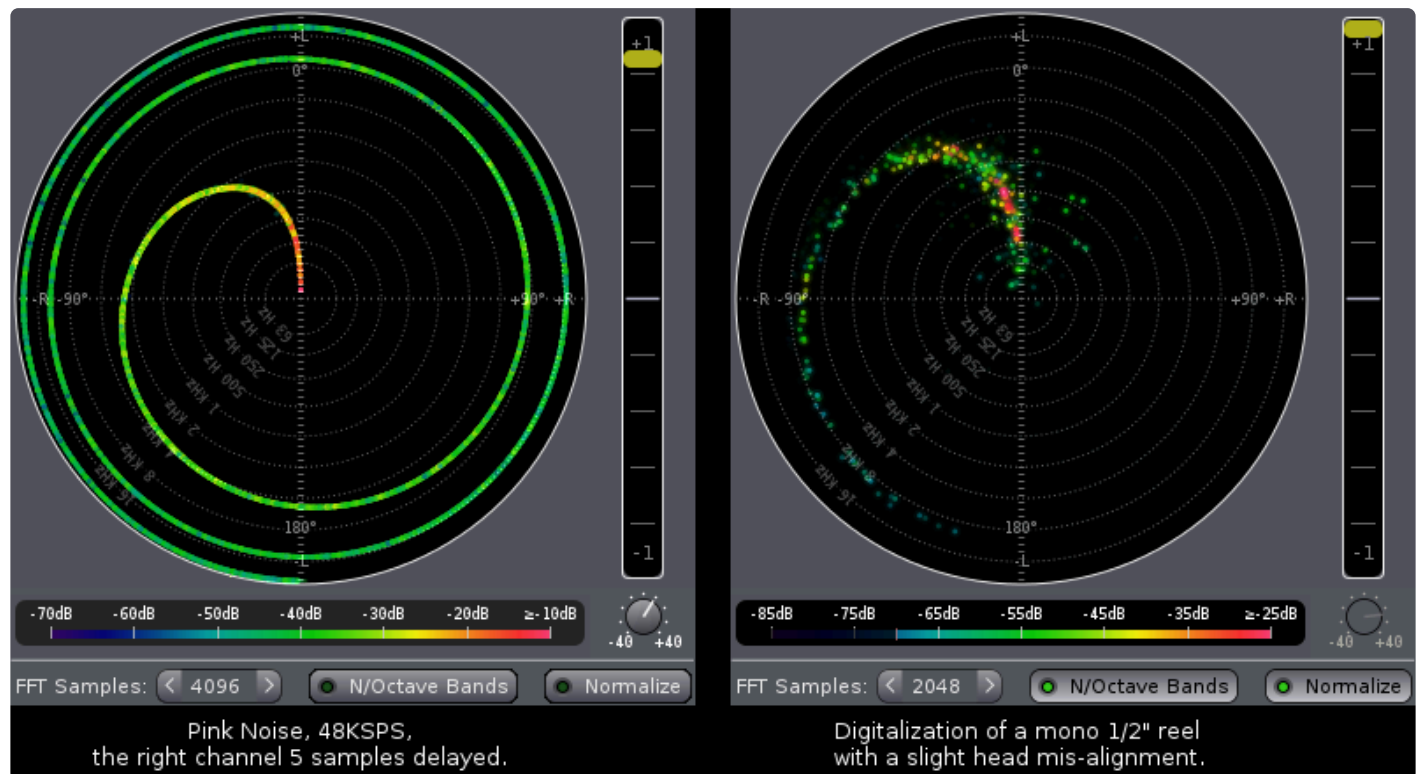 +L
0°
-R -90°
+90° +R
63 Hz
125 Hz
250 Hz
500 Hz
1 KHz
2 KHz
4 KHz
8 KHz
16 KHz
180°
-L
+1
-1
-70dB -60dB -50dB -40dB -30dB -20dB ≥-10dB
-40 +40
FFT Samples: < 4096 > N/Octave Bands Normalize
Pink Noise, 48KSPS,
the right channel 5 samples delayed.
+L
0°
-R -90°
+90° +R
63 Hz
125 Hz
250 Hz
500 Hz
1 KHz
2 KHz
4 KHz
8 KHz
16 KHz
180°
-L
+1
-1
-85dB -75dB -65dB -55dB -45dB -35dB ≥-25dB
-40 +40
FFT Samples: < 2048 > N/Octave Bands Normalize
Digitalization of a mono 1/2" reel
with a slight head mis-alignment.